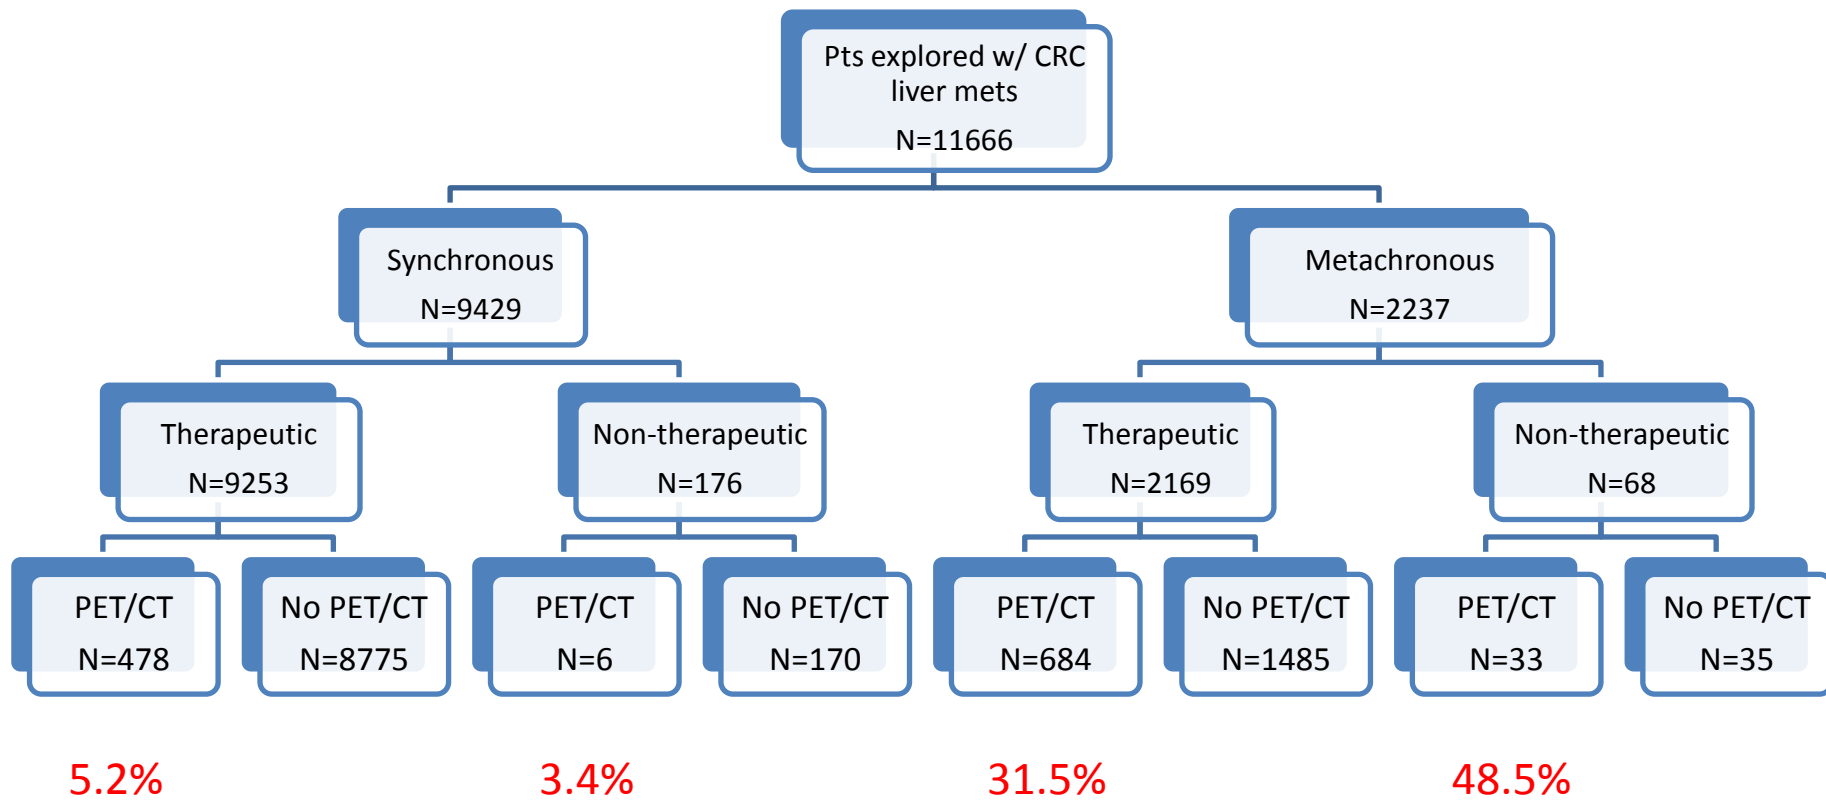 Pts explored w/ CRC
liver mets
N=11666
Synchronous
N=9429
Metachronous
N=2237
Therapeutic
N=9253
Non-therapeutic
N=176
Therapeutic
N=2169
Non-therapeutic
N=68
PET/CT
N=478
No PET/CT
N=8775
PET/CT
N=6
No PET/CT
N=170
PET/CT
N=684
No PET/CT
N=1485
PET/CT
N=33
No PET/CT
N=35
5.2%
3.4%
31.5%
48.5%